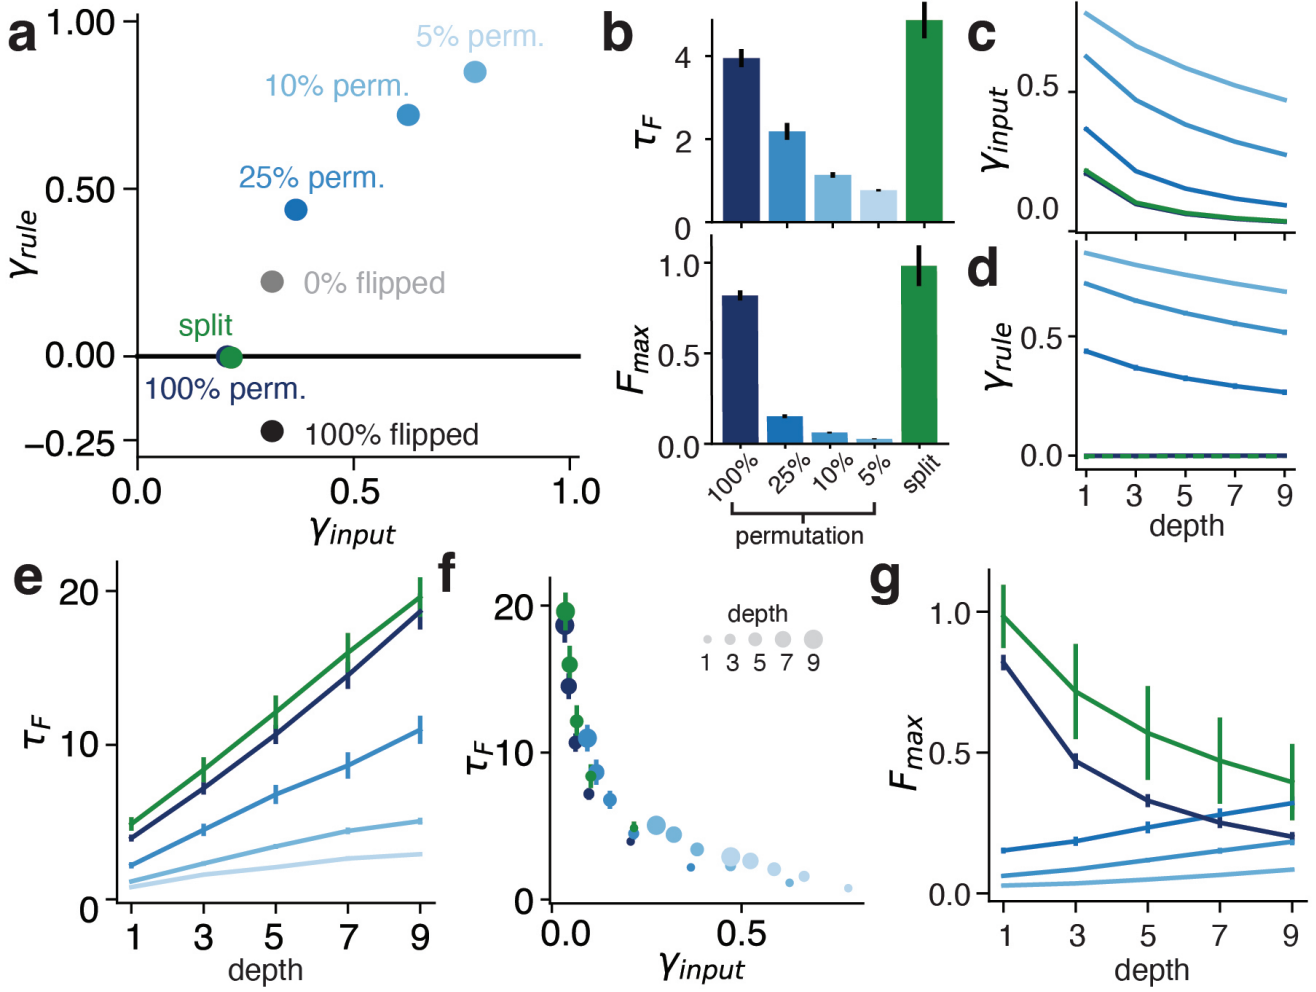 a
1.00
0.50
0.00
−0.25
γrule
5% perm.
10% perm.
25% perm.
0% flipped
split
100% perm.
100% flipped
0.0
0.5
1.0
γinput
b
4
2
0
τF
1.0
0.5
0.0
Fmax
100%
25%
10%
5%
split
permutation
c
0.5
0.0
γinput
d
0.5
0.0
γrule
1
3
5
7
9
depth
e
20
10
0
τF
1
3
5
7
9
depth
f
20
10
0
τF
depth
1 3 5 7 9
0.0
0.5
γinput
g
1.0
0.5
0.0
Fmax
1
3
5
7
9
depth